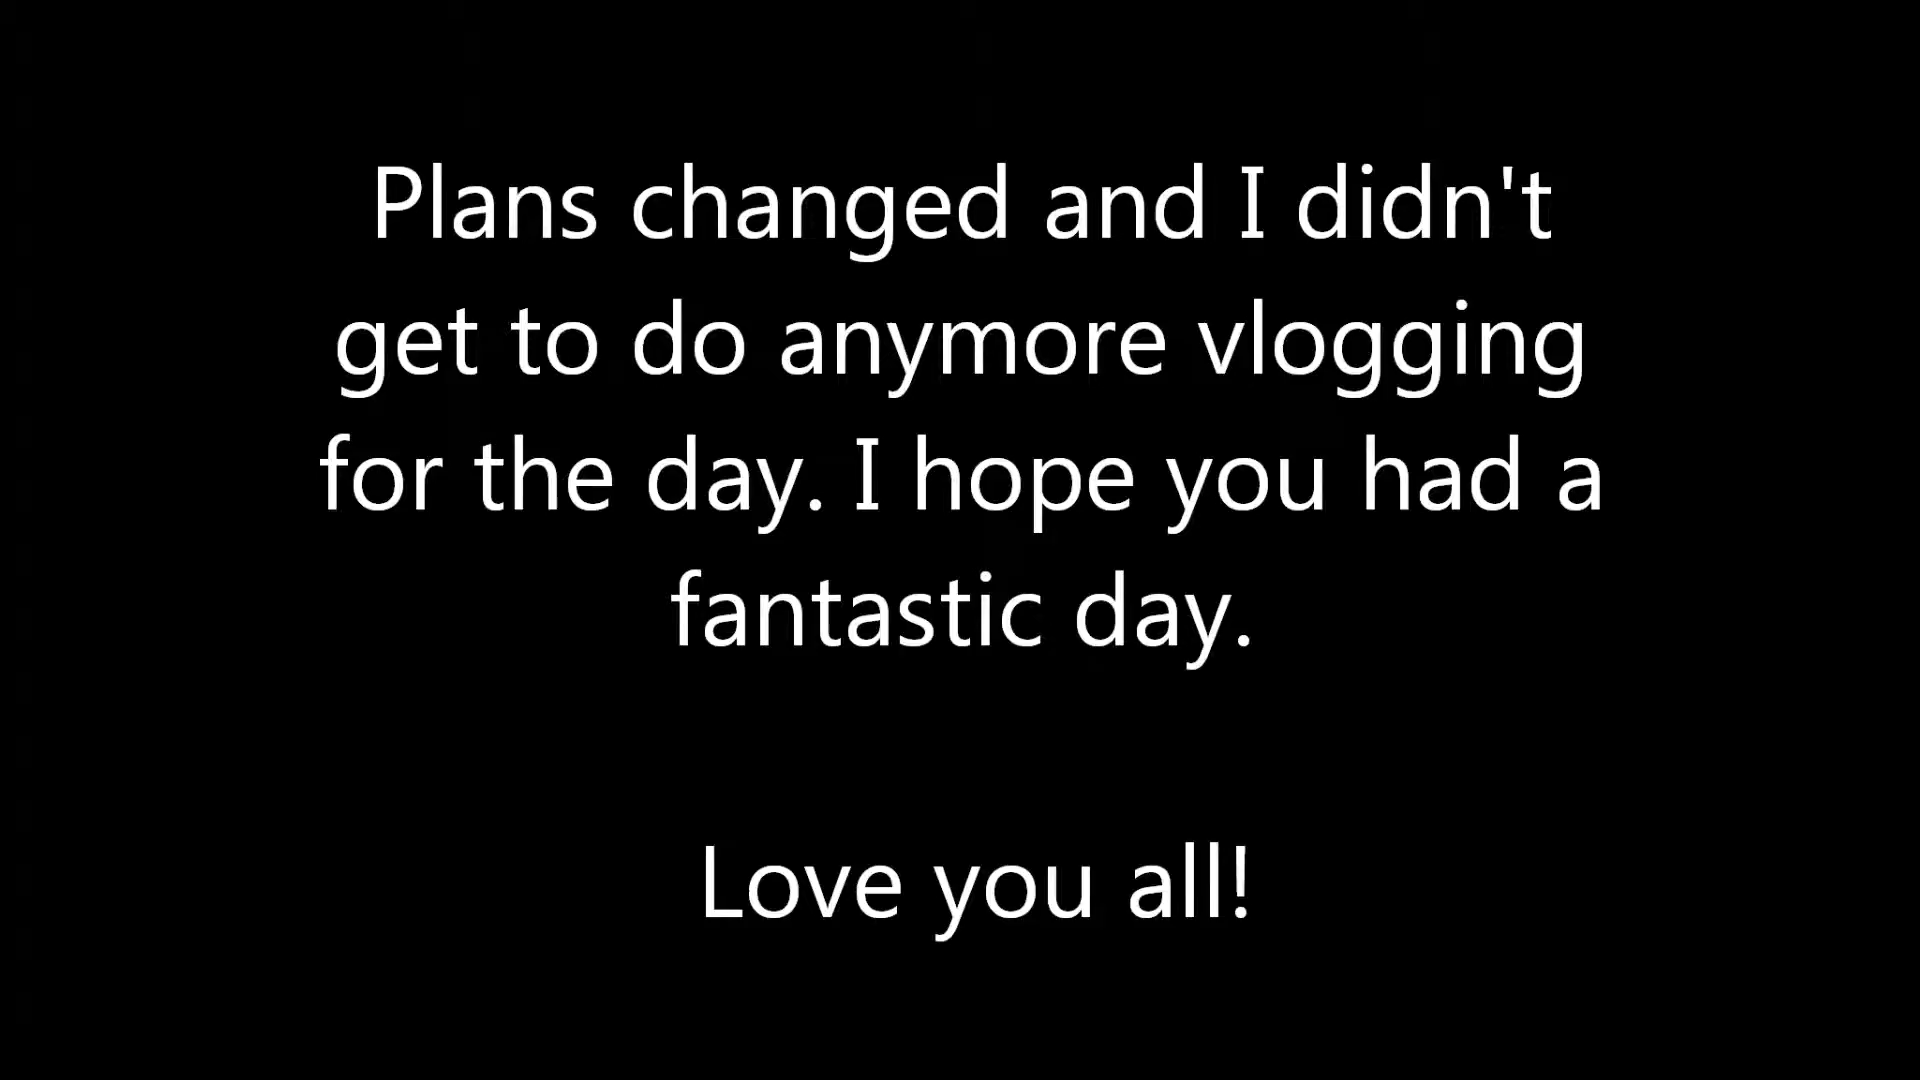 Plans changed and I didn't
get to do anymore vlogging
for the day. I hope you had a
fantastic day.
Love you all!